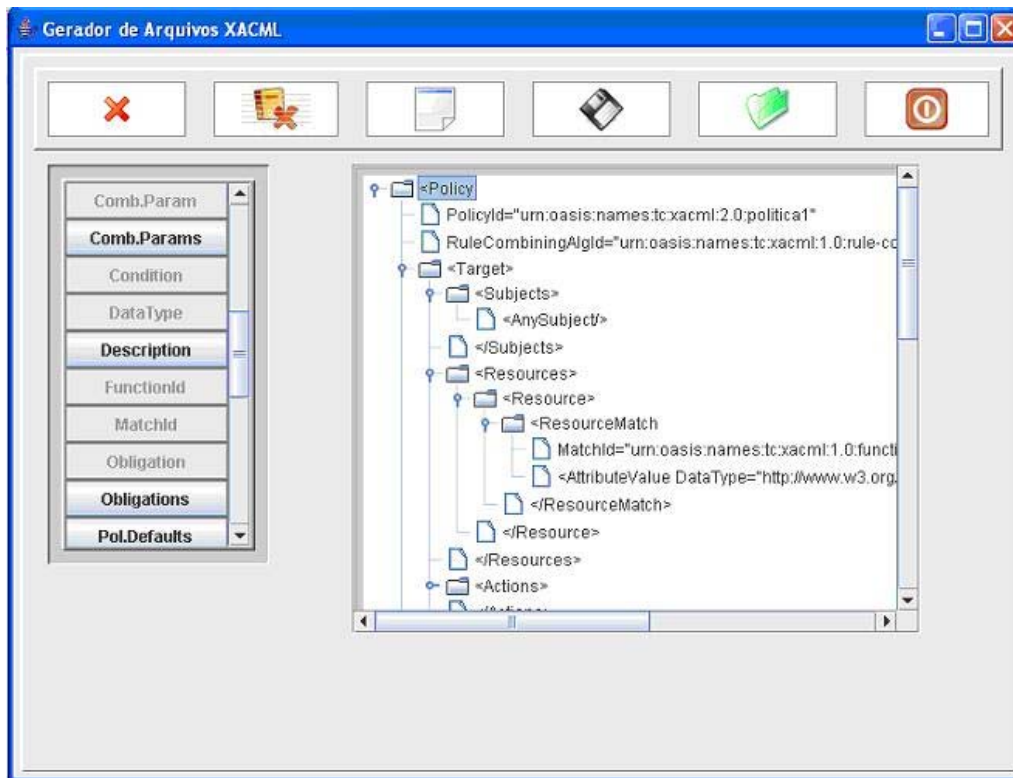 Gerador de Arquivos XACML
Comb.Param
Comb.Params
Condition
DataType
Description
FunctionId
MatchId
Obligation
Obligations
Pol.Defaults
<Policy
PolicyId="urn:oasis:names:tc:xacml:2.0:politica1"
RuleCombiningAlgId="urn:oasis:names:tc:xacml:1.0:rule-co
<Target>
<Subjects>
<AnySubject/>
</Subjects>
<Resources>
<Resource>
<ResourceMatch
MatchId="urn:oasis:names:tc:xacml:1.0:functi
<AttributeValue DataType="http://www.w3.org.
</ResourceMatch>
</Resource>
</Resources>
<Actions>